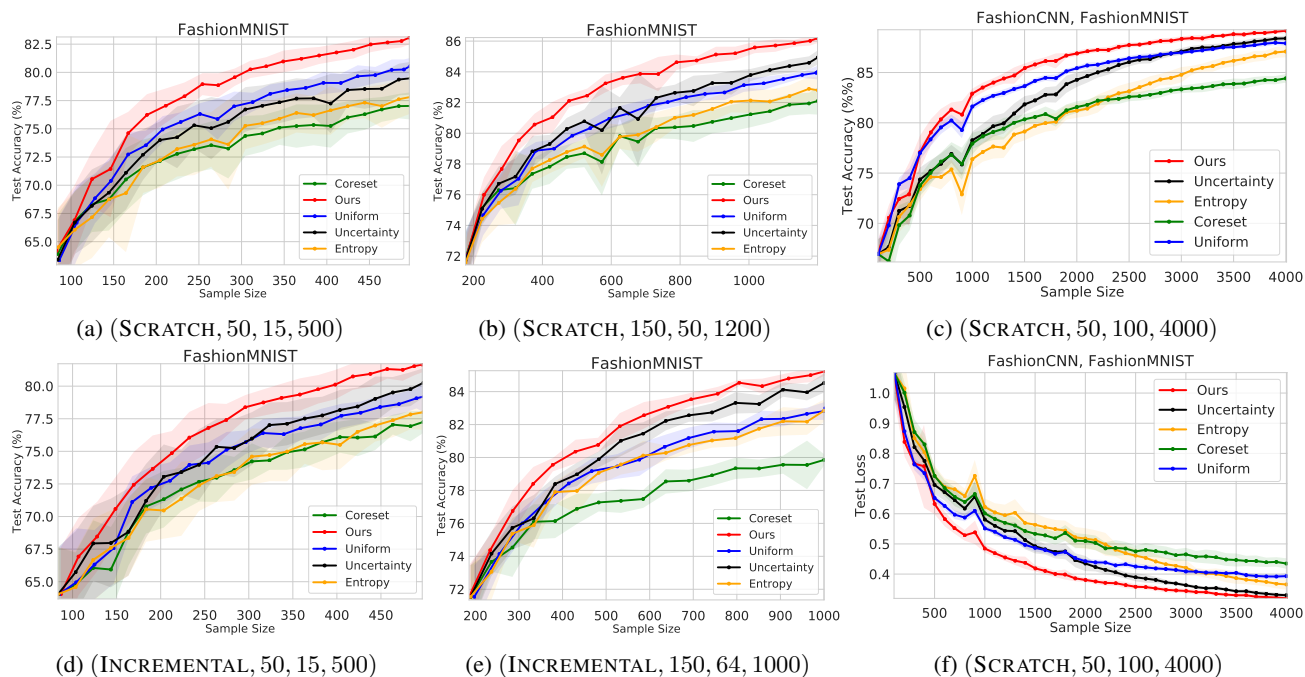 FashionMNIST
Test Accuracy (%)
82.5
80.0
77.5
75.0
72.5
70.0
67.5
65.0
Coreset
Ours
Uniform
Uncertainty
Entropy
100 150 200 250 300 350 400 450
Sample Size
(a) (SCRATCH, 50, 15, 500)
FashionMNIST
Test Accuracy (%)
86
84
82
80
78
76
74
72
Coreset
Ours
Uniform
Uncertainty
Entropy
200 400 600 800 1000
Sample Size
(b) (SCRATCH, 150, 50, 1200)
FashionCNN, FashionMNIST
Test Accuracy (%%)
85
80
75
70
Ours
Uncertainty
Entropy
Coreset
Uniform
500 1000 1500 2000 2500 3000 3500 4000
Sample Size
(c) (SCRATCH, 50, 100, 4000)
FashionMNIST
Test Accuracy (%)
80.0
77.5
75.0
72.5
70.0
67.5
65.0
Coreset
Ours
Uniform
Uncertainty
Entropy
100 150 200 250 300 350 400 450
Sample Size
(d) (INCREMENTAL, 50, 15, 500)
FashionMNIST
Test Accuracy (%)
84
82
80
78
76
74
72
Coreset
Ours
Uniform
Uncertainty
Entropy
200 300 400 500 600 700 800 900 1000
Sample Size
(e) (INCREMENTAL, 150, 64, 1000)
FashionCNN, FashionMNIST
Test Loss
1.0
0.9
0.8
0.7
0.6
0.5
0.4
Ours
Uncertainty
Entropy
Coreset
Uniform
500 1000 1500 2000 2500 3000 3500 4000
Sample Size
(f) (SCRATCH, 50, 100, 4000)